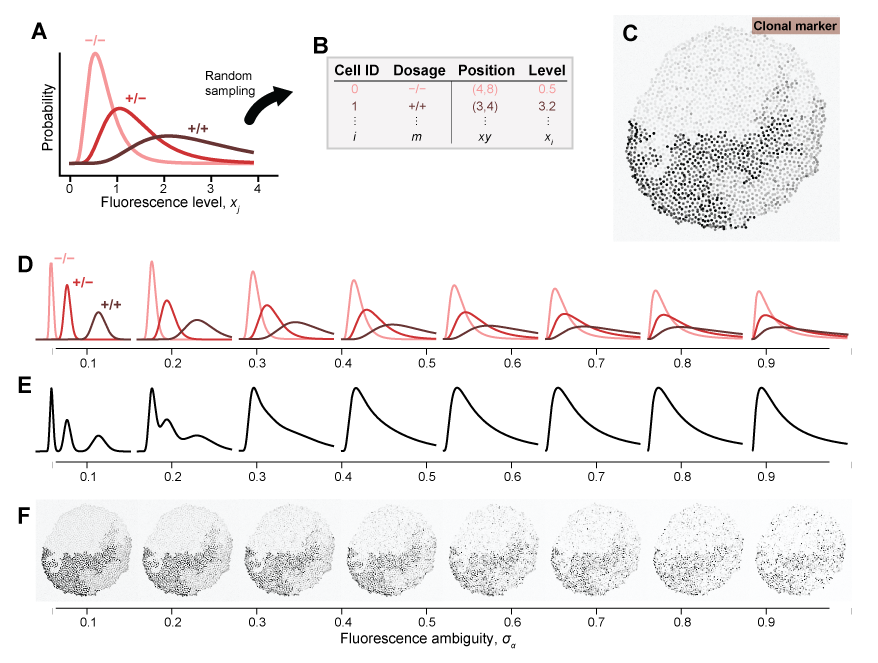 A
−/−
+/−
+/+
Probability
0 1 2 3 4
Fluorescence level, xj
Random
sampling
B
Cell ID Dosage Position Level
0 −/− (4,8) 0.5
1 +/+ (3,4) 3.2
⋮ ⋮ ⋮ ⋮
i m xy xi
C
Clonal marker
D
−/−
+/−
+/+
0.1 0.2 0.3 0.4 0.5 0.6 0.7 0.8 0.9
E
0.1 0.2 0.3 0.4 0.5 0.6 0.7 0.8 0.9
F
0.1 0.2 0.3 0.4 0.5 0.6 0.7 0.8 0.9
Fluorescence ambiguity, σα